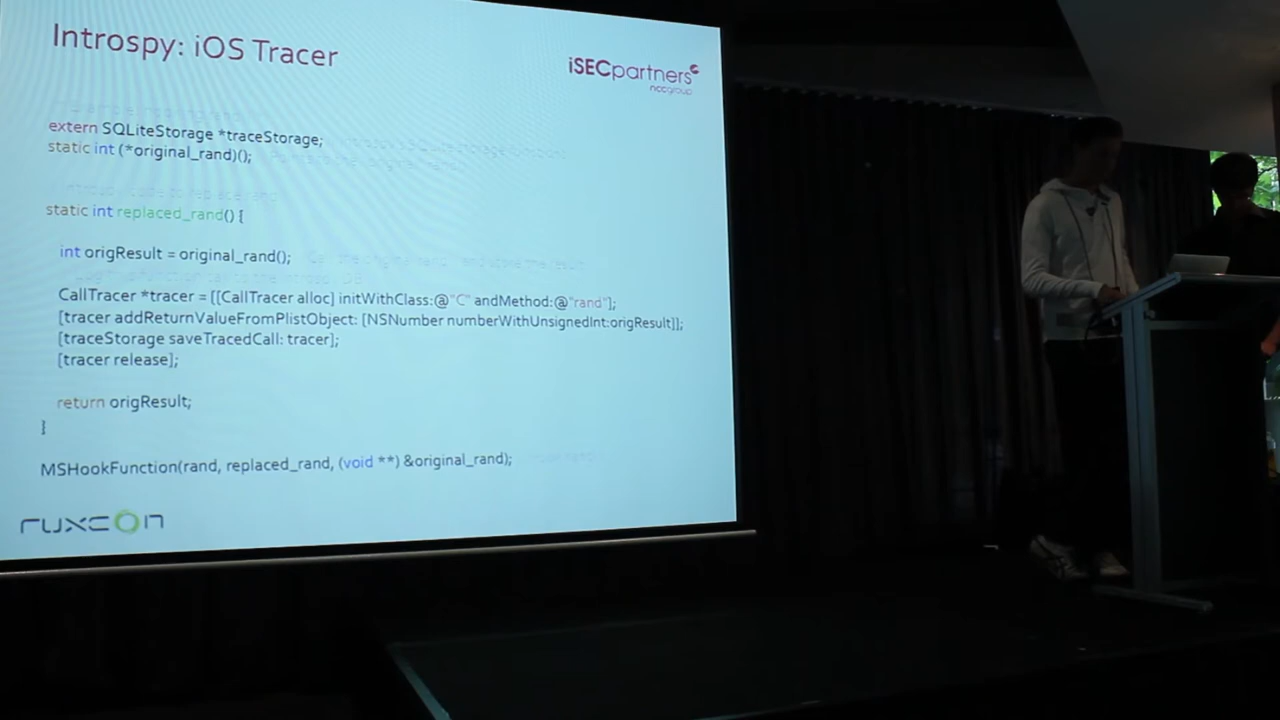 Introspy: iOS Tracer
iSECpartners
nccgroup
extern SQLiteStorage *traceStorage;
static int (*original_rand)();
static int replaced_rand() {
int origResult = original_rand();
CallTracer *tracer = [[CallTracer alloc] initWithClass:@"C" andMethod:@"rand"];
[tracer addReturnValueFromPlistObject: [NSNumber numberWithUnsignedInt:origResult]];
[traceStorage saveTracedCall: tracer];
[tracer release];
return origResult;
}
MSHookFunction(rand, replaced_rand, (void **) &original_rand);
ruxcon